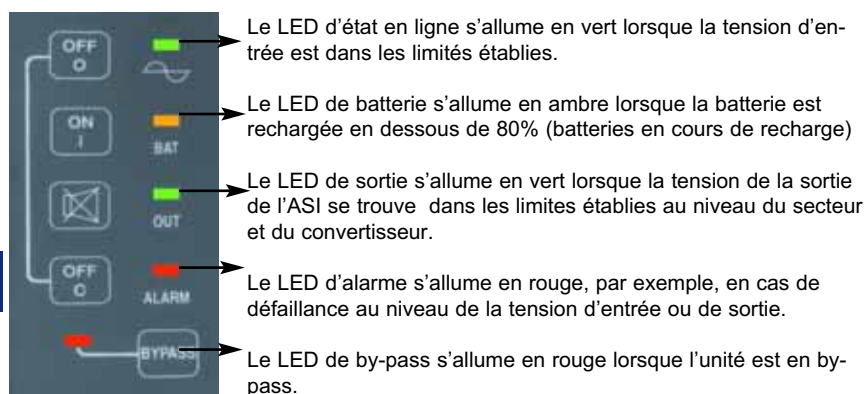 OFF
O
Le LED d’état en ligne s’allume en vert lorsque la tension d’en-
trée est dans les limités établies.
ON
I
BAT
Le LED de batterie s’allume en ambre lorsque la batterie est
rechargée en dessous de 80% (batteries en cours de recharge)
OUT
Le LED de sortie s’allume en vert lorsque la tension de la sortie
de l’ASI se trouve dans les limites établies au niveau du secteur
et du convertisseur.
OFF
O
ALARM
Le LED d’alarme s’allume en rouge, par exemple, en cas de
défaillance au niveau de la tension d’entrée ou de sortie.
BYPASS
Le LED de by-pass s’allume en rouge lorsque l’unité est en by-
pass.